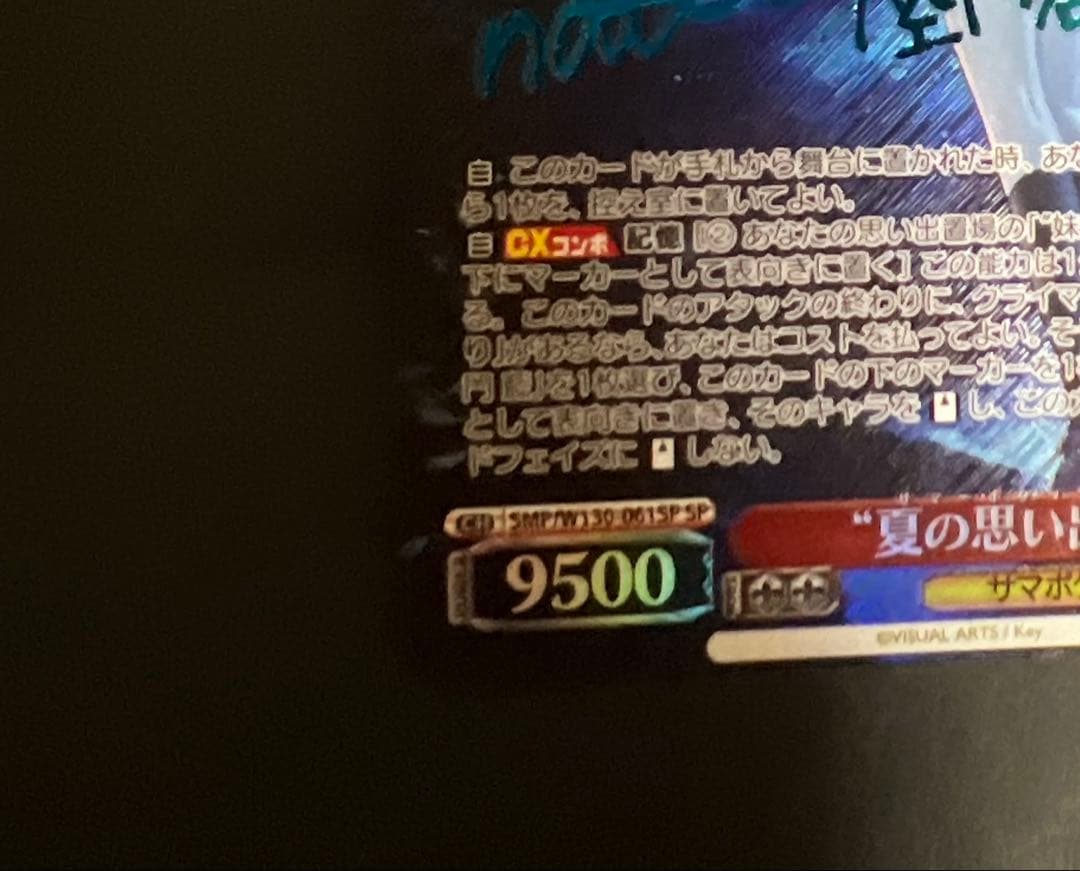 自 このカードが手札から舞台に置かれた時、あな
ら1枚を、控え室に置いてよい。
自 CXコンボ 記憶 [② あなたの思い出置場の「“妹
下にマーカーとして表向きに置く] この能力は1
る。このカードのアタックの終わりに、クライマ
り」があるなら、あなたはコストを払ってよい。そ
門 風」を1枚選び、このカードの下のマーカーを1
として表向きに置き、そのキャラを し、この
ドフェイズに しない。
SMP/W130-061SP SP
9500
“夏の思い出
サマポケ
©VISUAL ARTS / Key